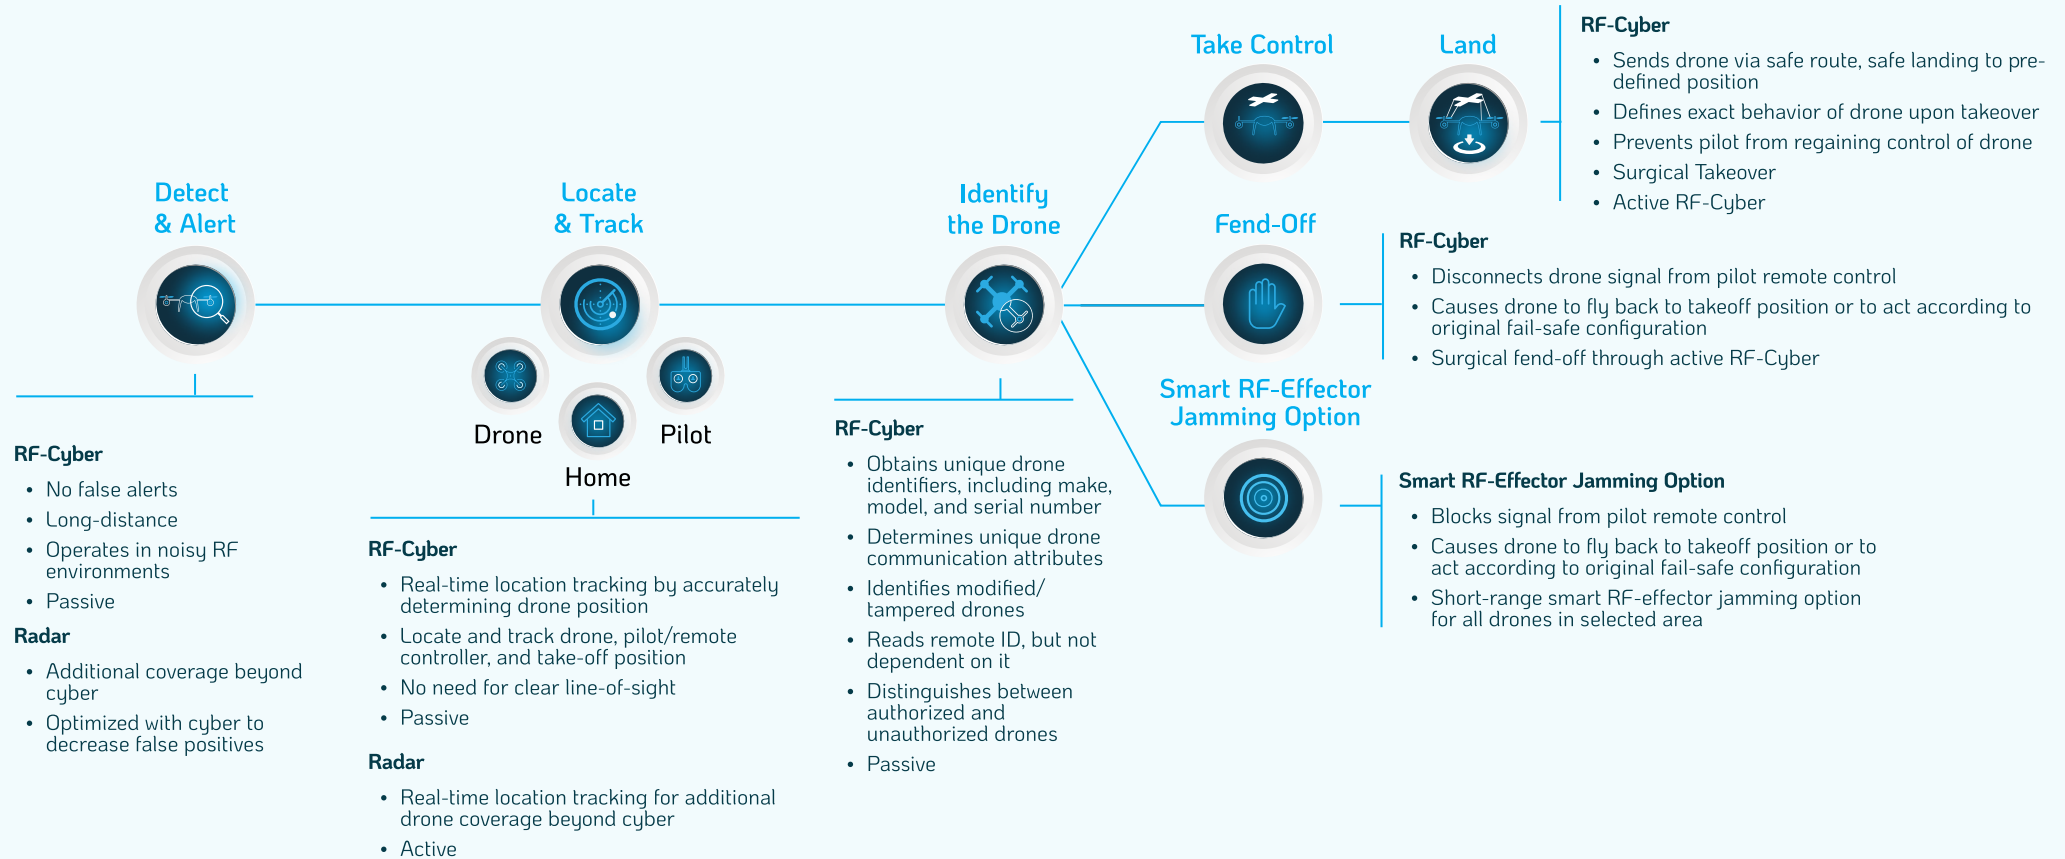 Detect
& Alert
RF-Cyber
• No false alerts
• Long-distance
• Operates in noisy RF
environments
• Passive
Radar
• Additional coverage beyond
cyber
• Optimized with cyber to
decrease false positives
Locate
& Track
Drone
Home
Pilot
RF-Cyber
• Real-time location tracking by accurately
determining drone position
• Locate and track drone, pilot/remote
controller, and take-off position
• No need for clear line-of-sight
• Passive
Radar
• Real-time location tracking for additional
drone coverage beyond cyber
• Active
Identify
the Drone
RF-Cyber
• Obtains unique drone
identifiers, including make,
model, and serial number
• Determines unique drone
communication attributes
• Identifies modified/
tampered drones
• Reads remote ID, but not
dependent on it
• Distinguishes between
authorized and
unauthorized drones
• Passive
Take Control
Land
RF-Cyber
• Sends drone via safe route, safe landing to pre-
defined position
• Defines exact behavior of drone upon takeover
• Prevents pilot from regaining control of drone
• Surgical Takeover
• Active RF-Cyber
Fend-Off
RF-Cyber
• Disconnects drone signal from pilot remote control
• Causes drone to fly back to takeoff position or to act according to
original fail-safe configuration
• Surgical fend-off through active RF-Cyber
Smart RF-Effector
Jamming Option
Smart RF-Effector Jamming Option
• Blocks signal from pilot remote control
• Causes drone to fly back to takeoff position or to
act according to original fail-safe configuration
• Short-range smart RF-effector jamming option
for all drones in selected area